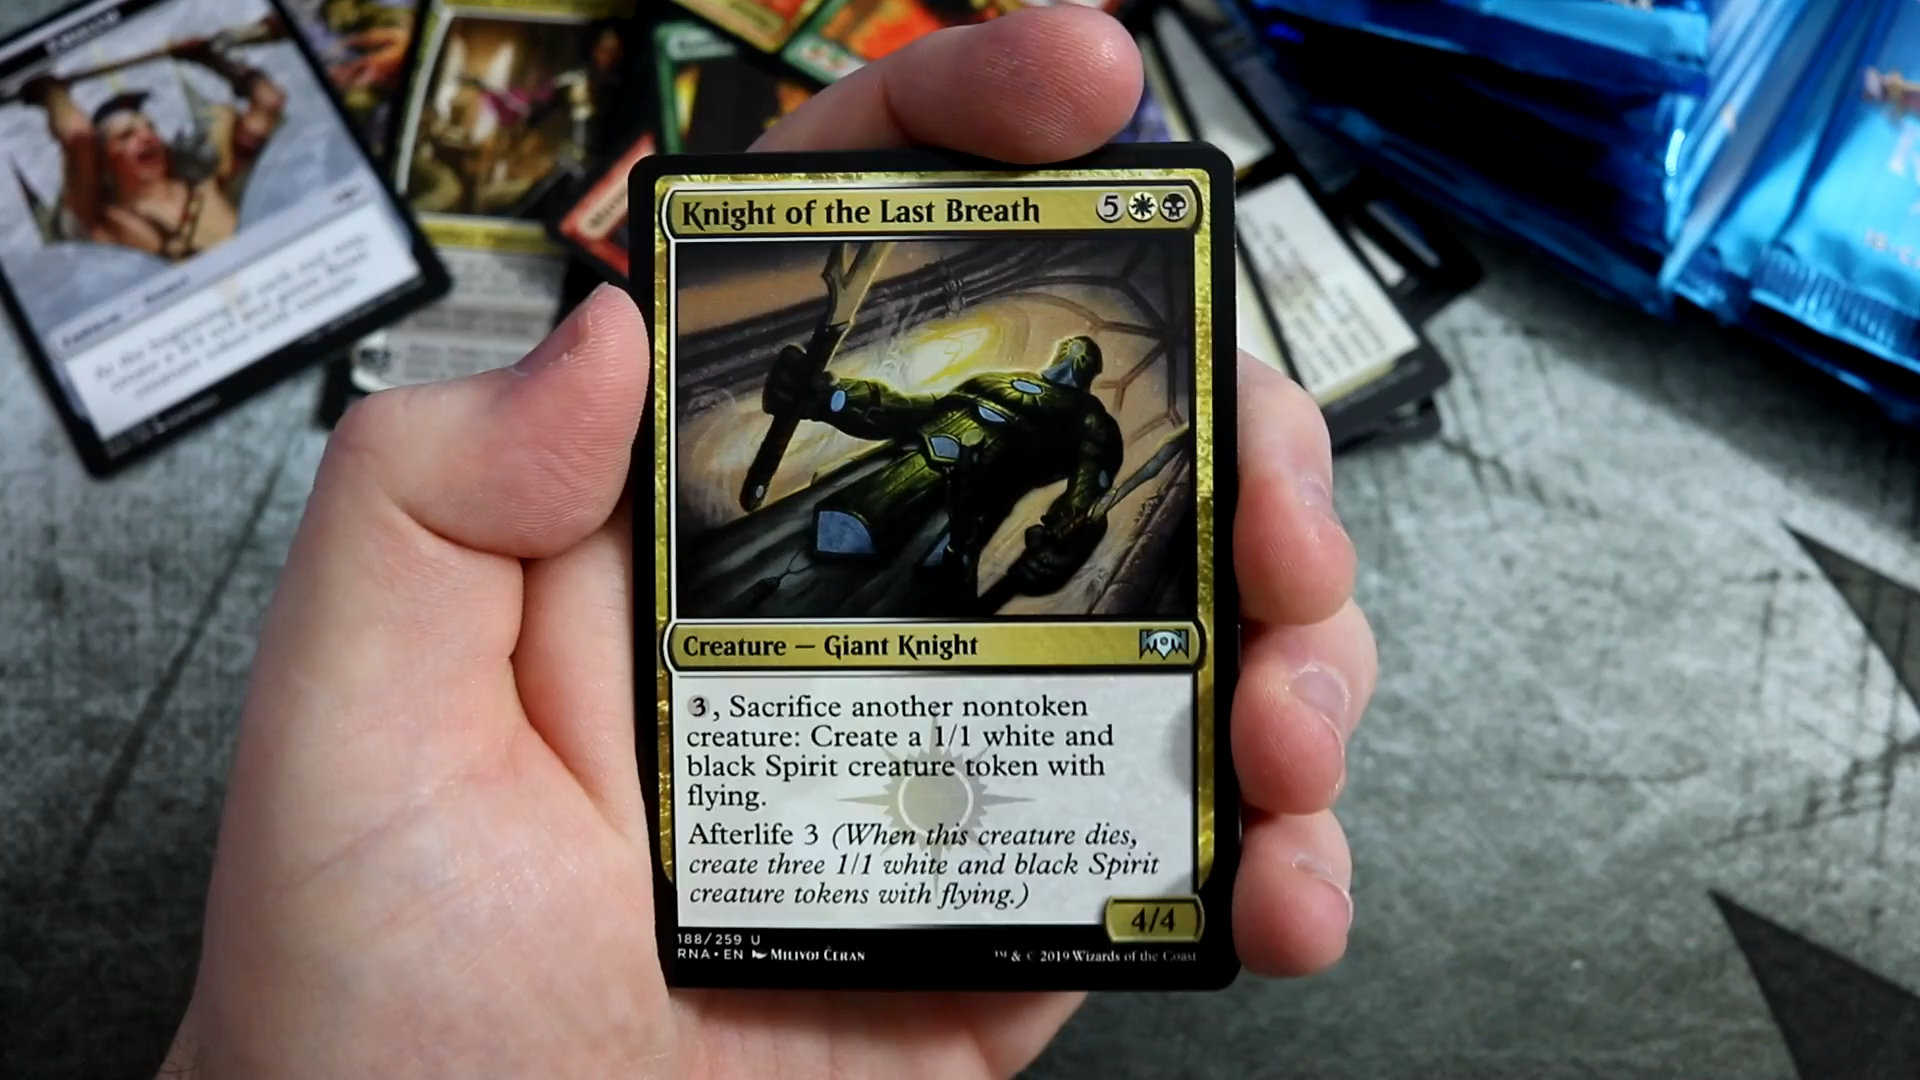 Knight of the Last Breath 5
Creature — Giant Knight
3, Sacrifice another nontoken
creature: Create a 1/1 white and
black Spirit creature token with
flying.
Afterlife 3 (When this creature dies,
create three 1/1 white and black Spirit
creature tokens with flying.)
4/4
188/259 U
RNA • EN Milivoj Ćeran
™ & © 2019 Wizards of the Coast